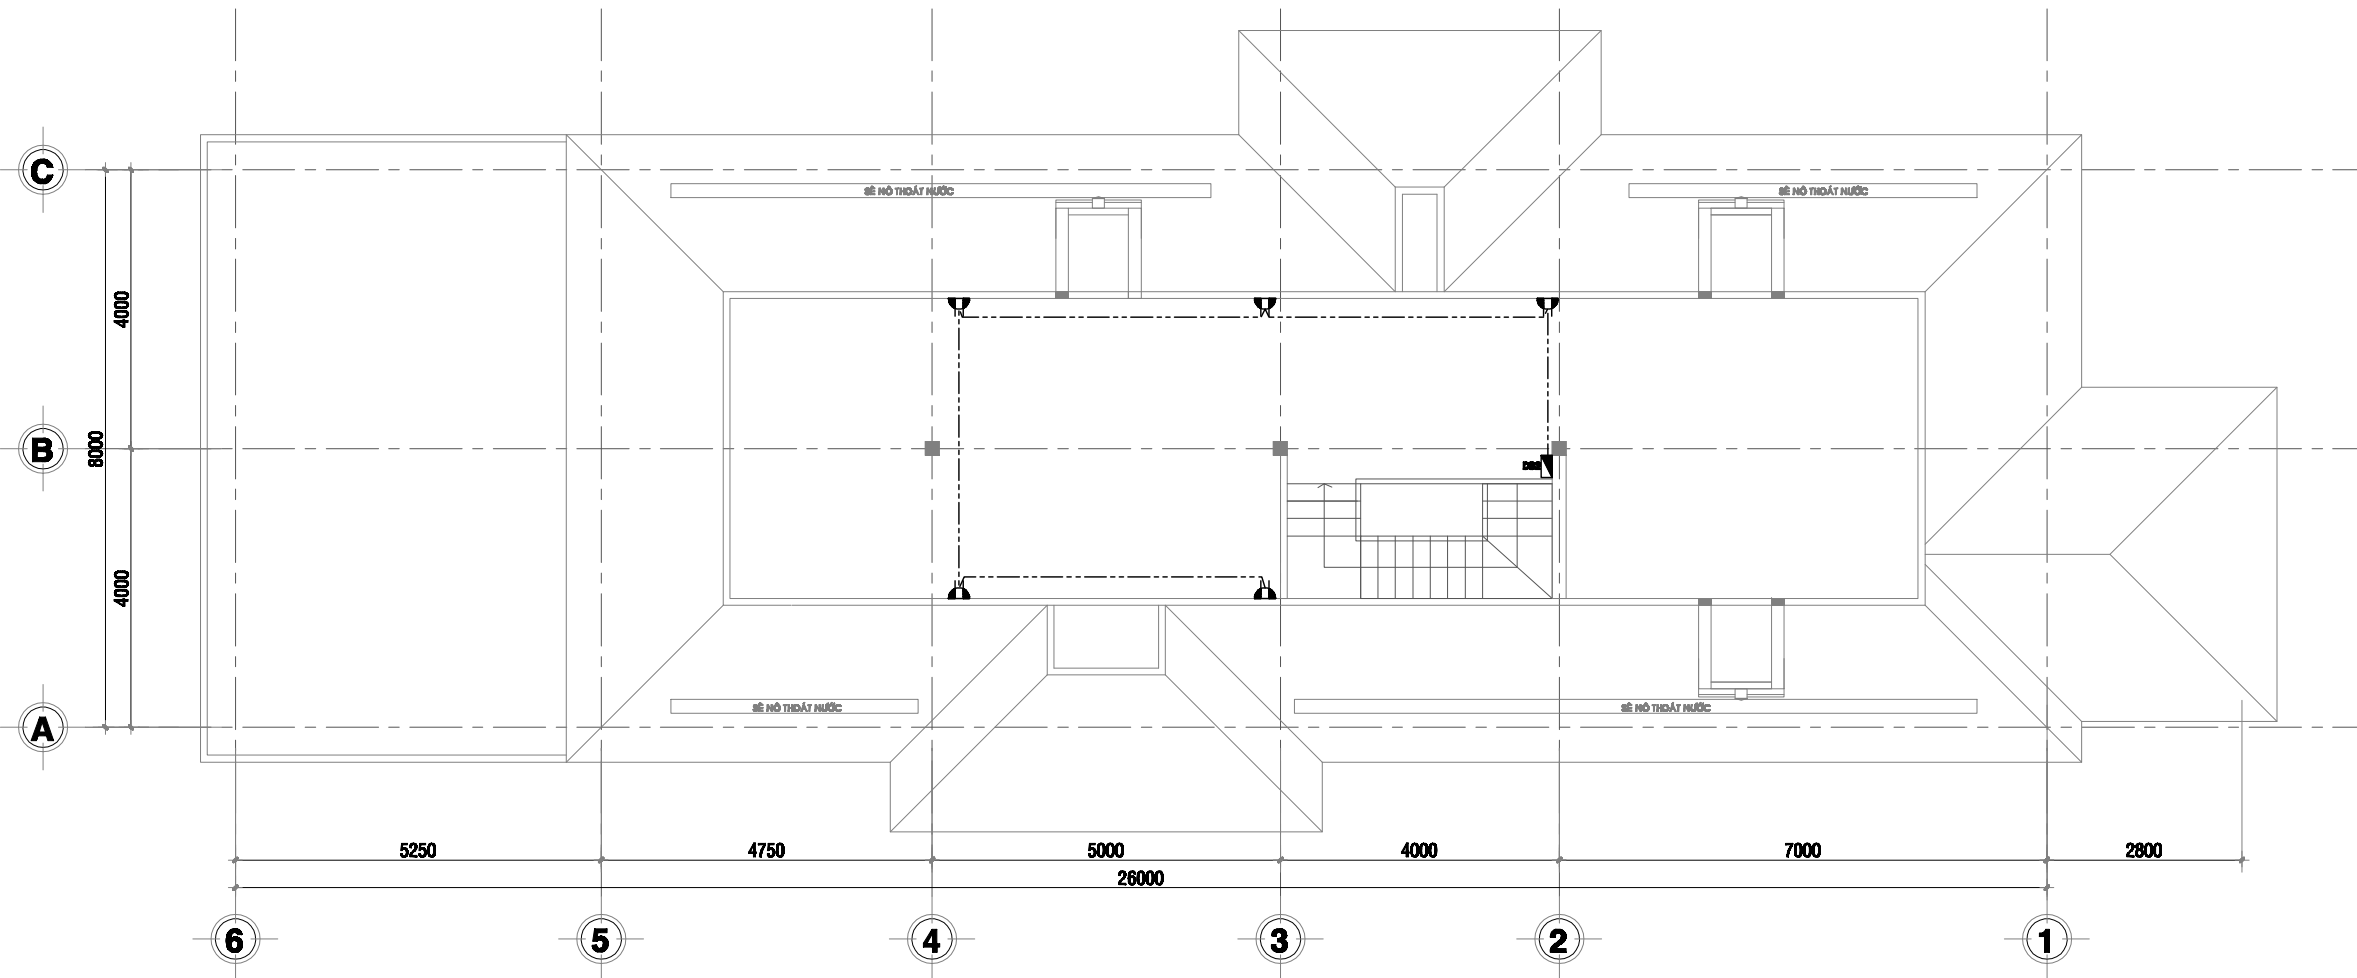 C
SÊ NÔ THOÁT NƯỚC
SÊ NÔ THOÁT NƯỚC
4000
B
8000
4000
SÊ NÔ THOÁT NƯỚC
SÊ NÔ THOÁT NƯỚC
A
5250 4750 5000 4000 7000 2800
26000
6 5 4 3 2 1